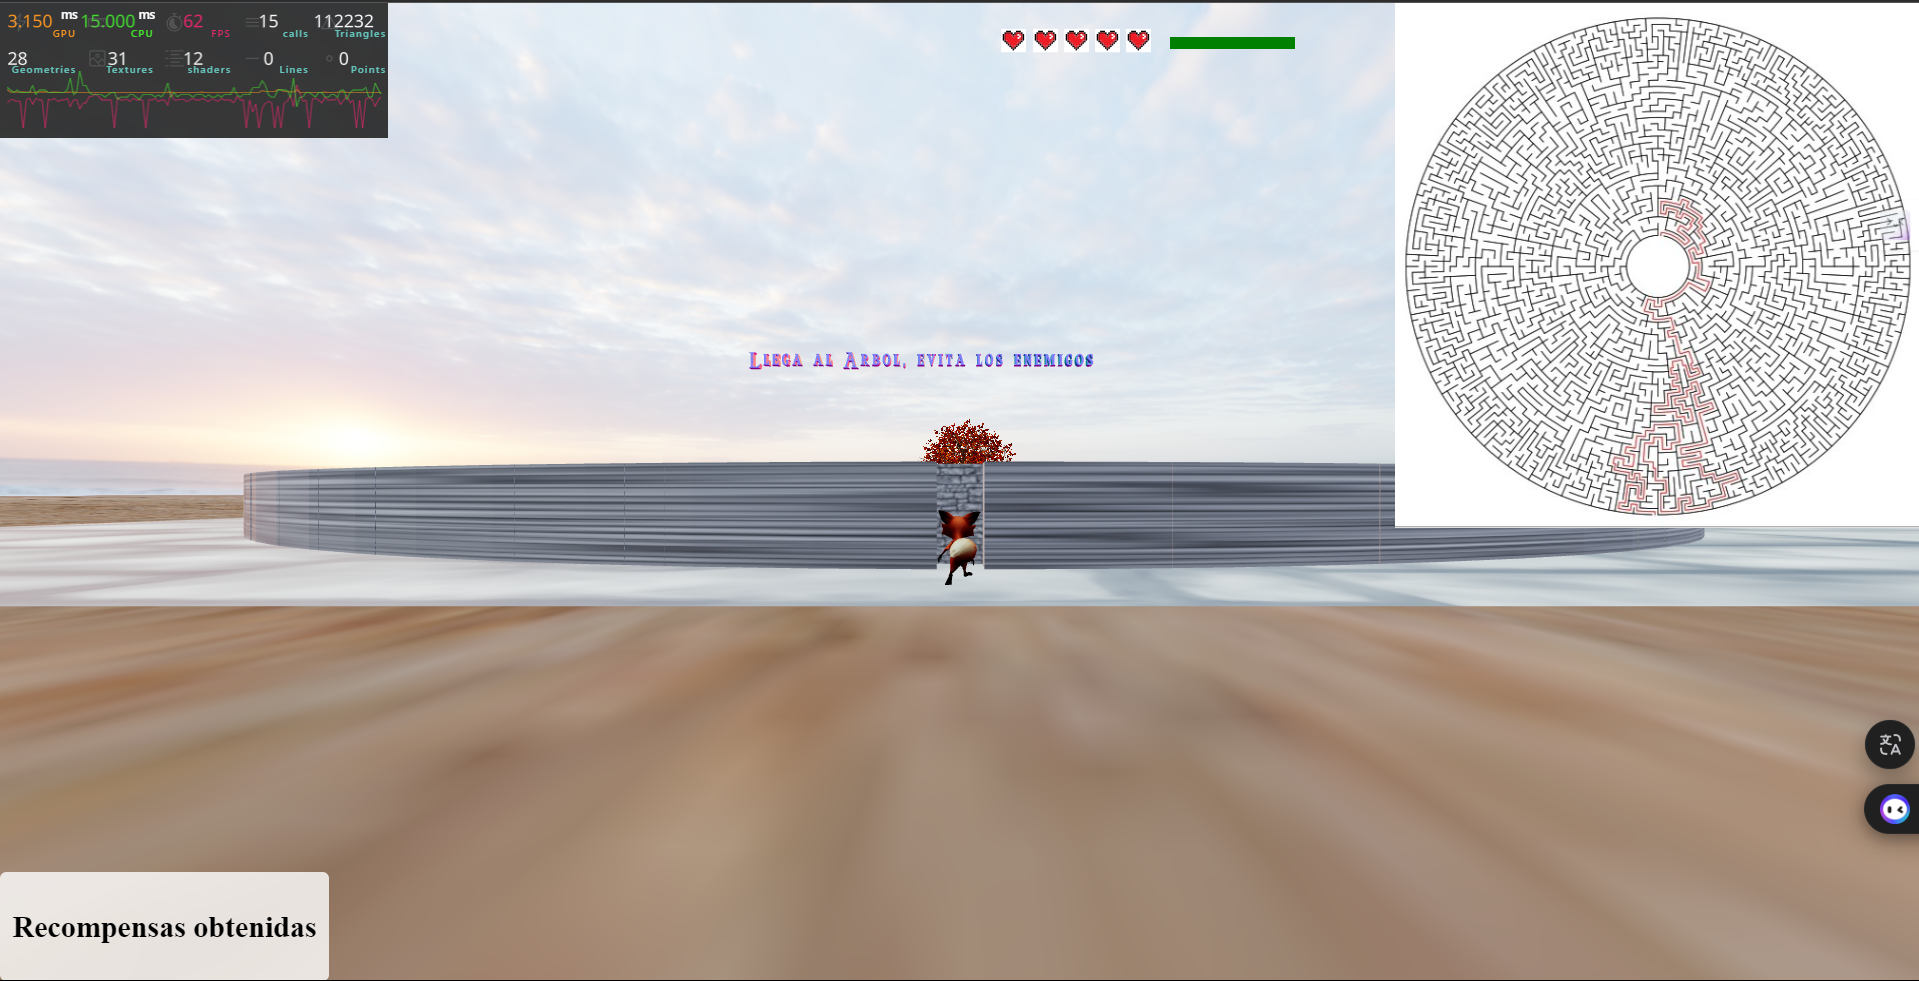 3.150 ms GPU 15.000 ms CPU 62 FPS 15 calls 112232 Triangles
28 Geometries 31 Textures 12 shaders 0 Lines 0 Points
Llega al Arbol, evita los enemigos
Recompensas obtenidas